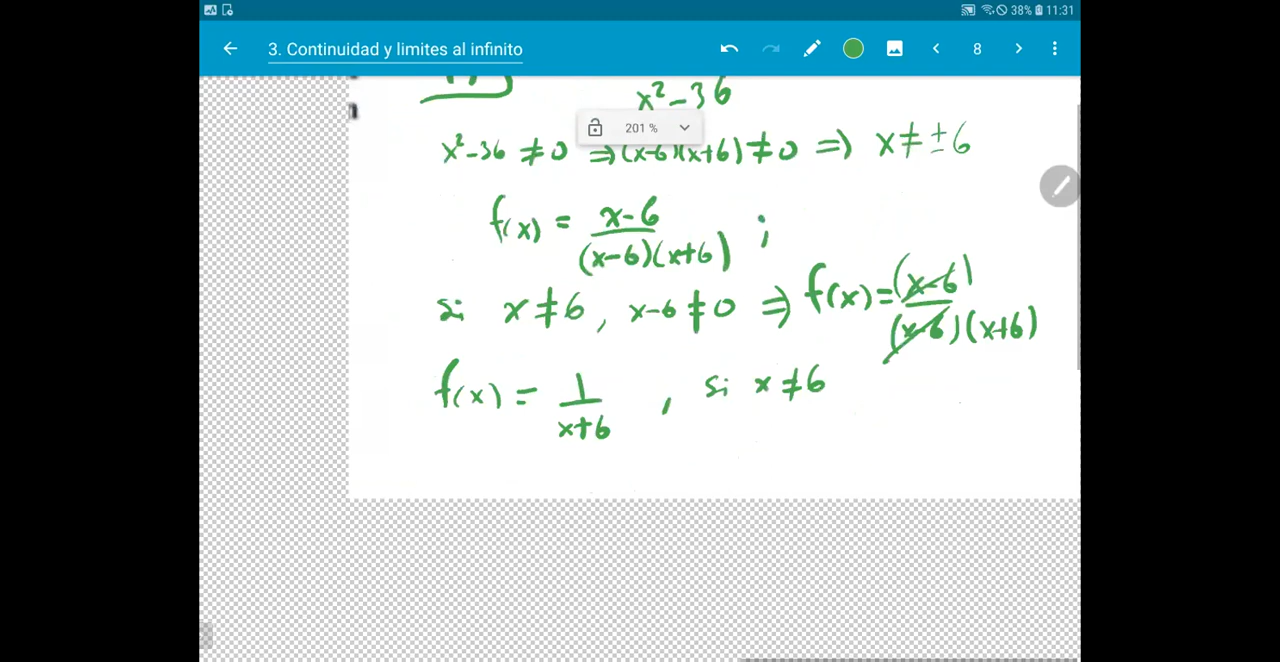 38% 11:31
3. Continuidad y limites al infinito
8
x² - 36
201 %
x² - 36 ≠ 0 ⇒ (x-6)(x+6) ≠ 0 ⇒ x ≠ ± 6
f(x) = x-6 / (x-6)(x+6) ;
si x ≠ 6 , x-6 ≠ 0 ⇒ f(x) = (x-6) / (x-6)(x+6)
f(x) = 1 / x+6 , si x ≠ 6